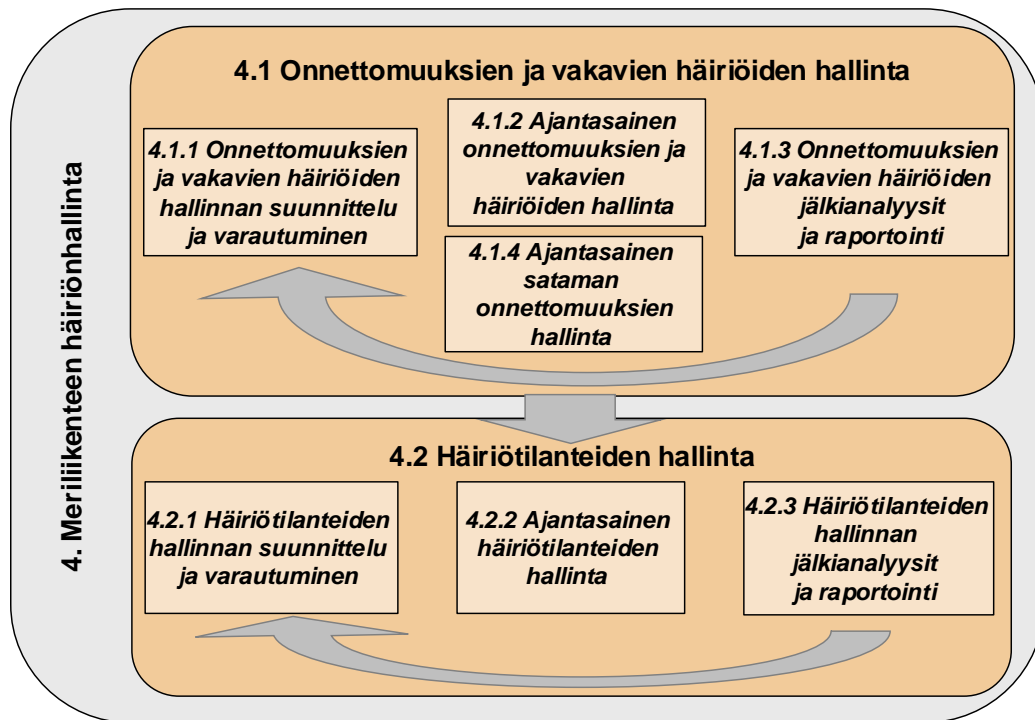 4. Meriliikenteen häiriönhallinta
4.1 Onnettomuuksien ja vakavien häiriöiden hallinta
4.1.1 Onnettomuuksien
ja vakavien häiriöiden
hallinnan suunnittelu
ja varautuminen
4.1.2 Ajantasainen
onnettomuuksien ja
vakavien
häiriöiden hallinta
4.1.3 Onnettomuuksien
ja vakavien häiriöiden
jälkianalyysit
ja raportointi
4.1.4 Ajantasainen
sataman
onnettomuuksien
hallinta
4.2 Häiriötilanteiden hallinta
4.2.1 Häiriötilanteiden
hallinnan suunnittelu
ja varautuminen
4.2.2 Ajantasainen
häiriötilanteiden
hallinta
4.2.3 Häiriötilanteiden
hallinnan
jälkianalyysit
ja raportointi